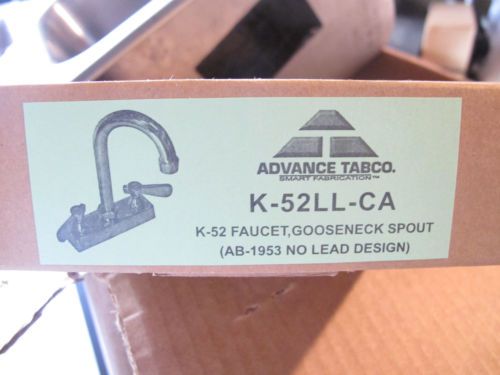 ADVANCE TABCO.
SMART FABRICATION™
K-52LL-CA
K-52 FAUCET,GOOSENECK SPOUT
(AB-1953 NO LEAD DESIGN)